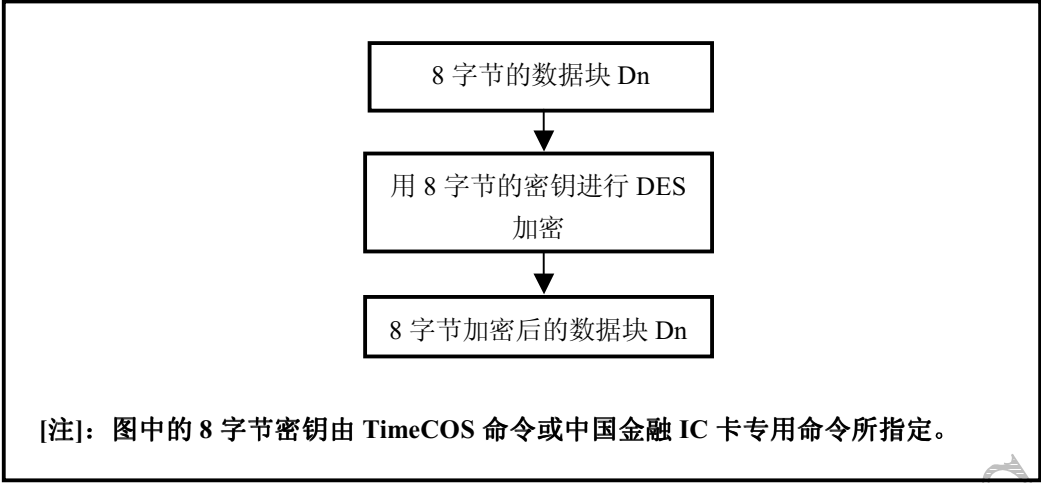 8 字节的数据块 Dn
用 8 字节的密钥进行 DES
加密
8 字节加密后的数据块 Dn
[注]：图中的 8 字节密钥由 TimeCOS 命令或中国金融 IC 卡专用命令所指定。